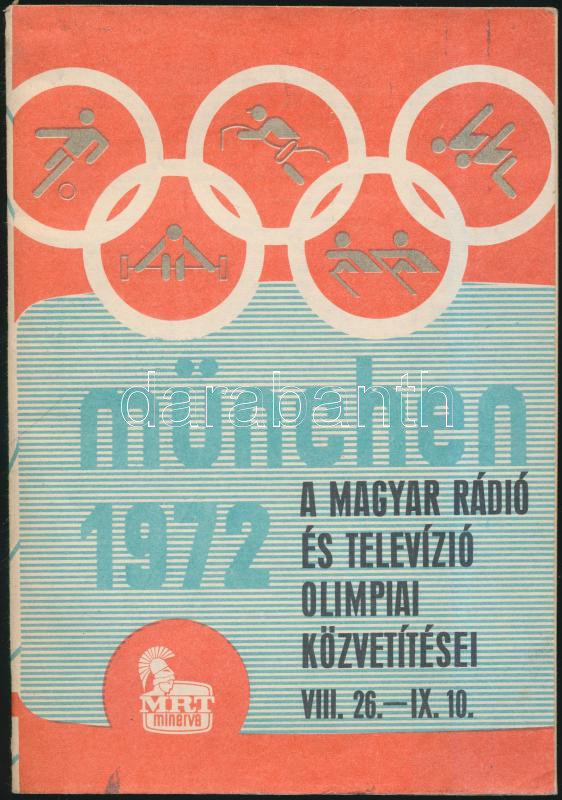 münchen
darabanth
1972
A MAGYAR RÁDIÓ
ÉS TELEVÍZIÓ
OLIMPIAI
KÖZVETÍTÉSEI
VIII. 26.—IX. 10.
MRT
minerva